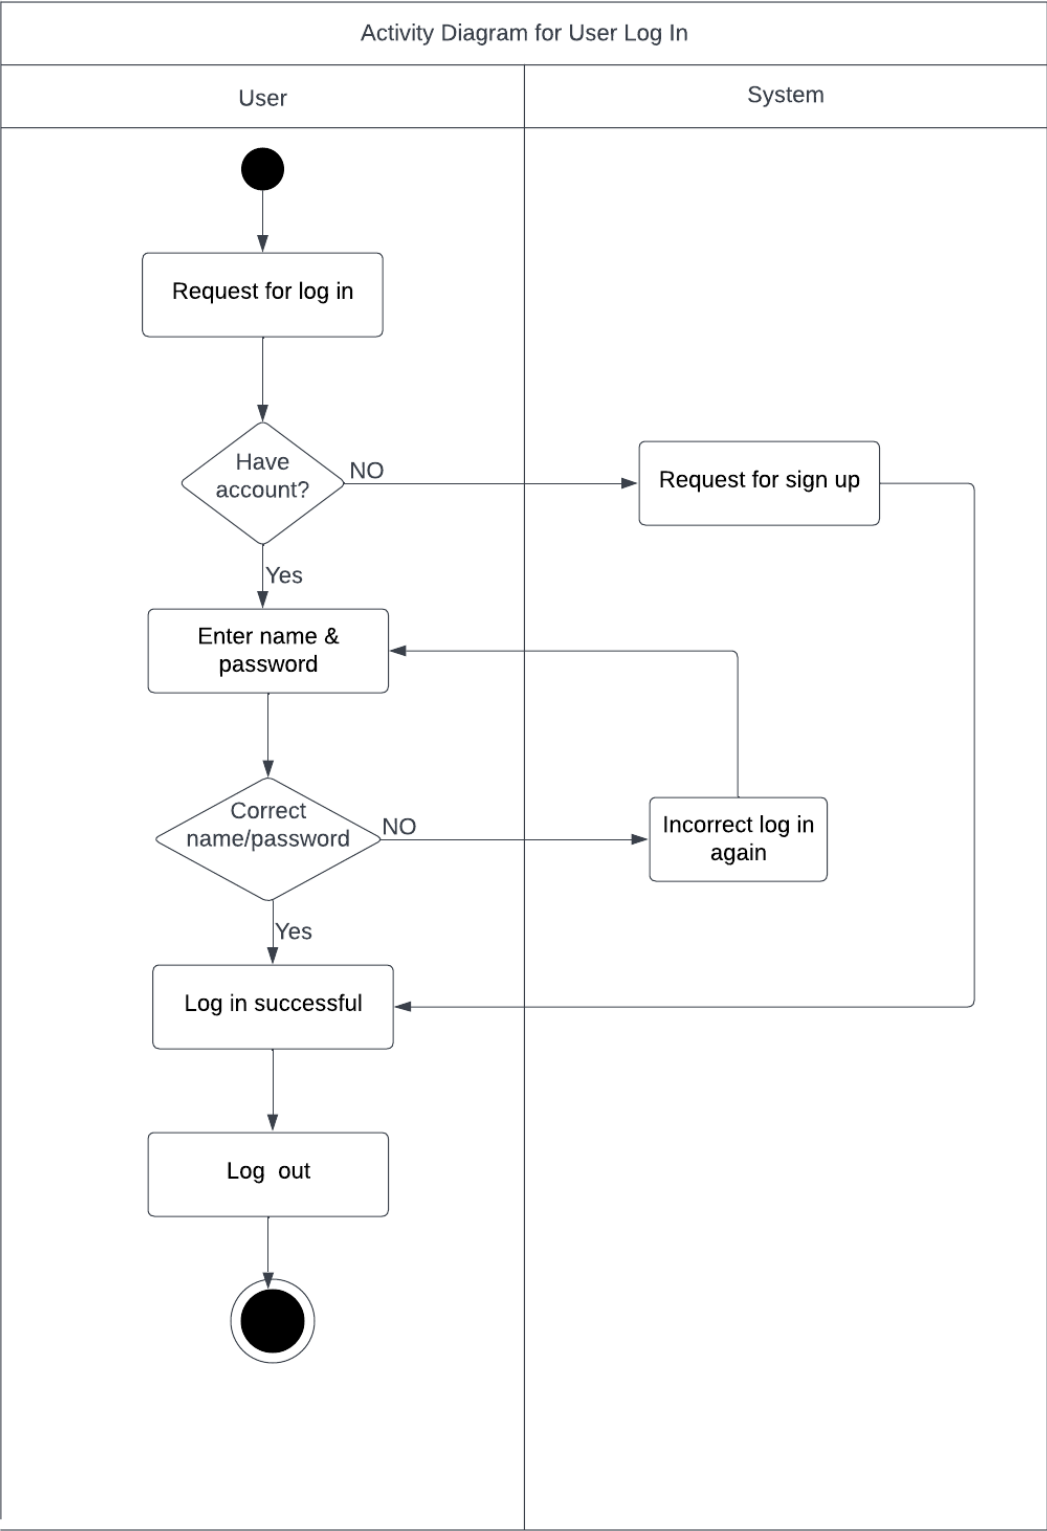 Activity Diagram for User Log In
User
System
Request for log in
Have
account?
NO
Request for sign up
Yes
Enter name &
password
Correct
name/password
NO
Incorrect log in
again
Yes
Log in successful
Log  out